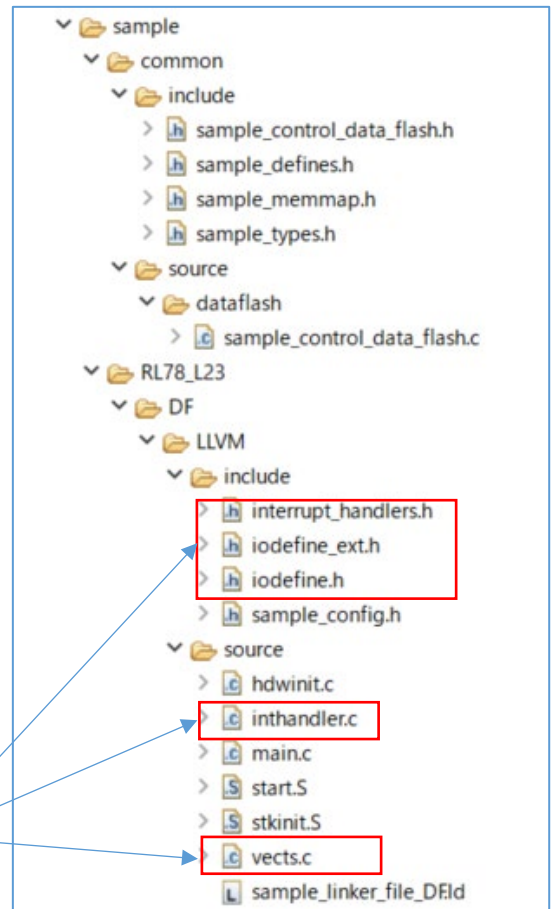 sample
common
include
sample_control_data_flash.h
sample_defines.h
sample_memmap.h
sample_types.h
source
dataflash
sample_control_data_flash.c
RL78_L23
DF
LLVM
include
interrupt_handlers.h
iodefine_ext.h
iodefine.h
sample_config.h
source
hdwinit.c
inthandler.c
main.c
start.S
stkinit.S
vects.c
sample_linker_file_DF.ld